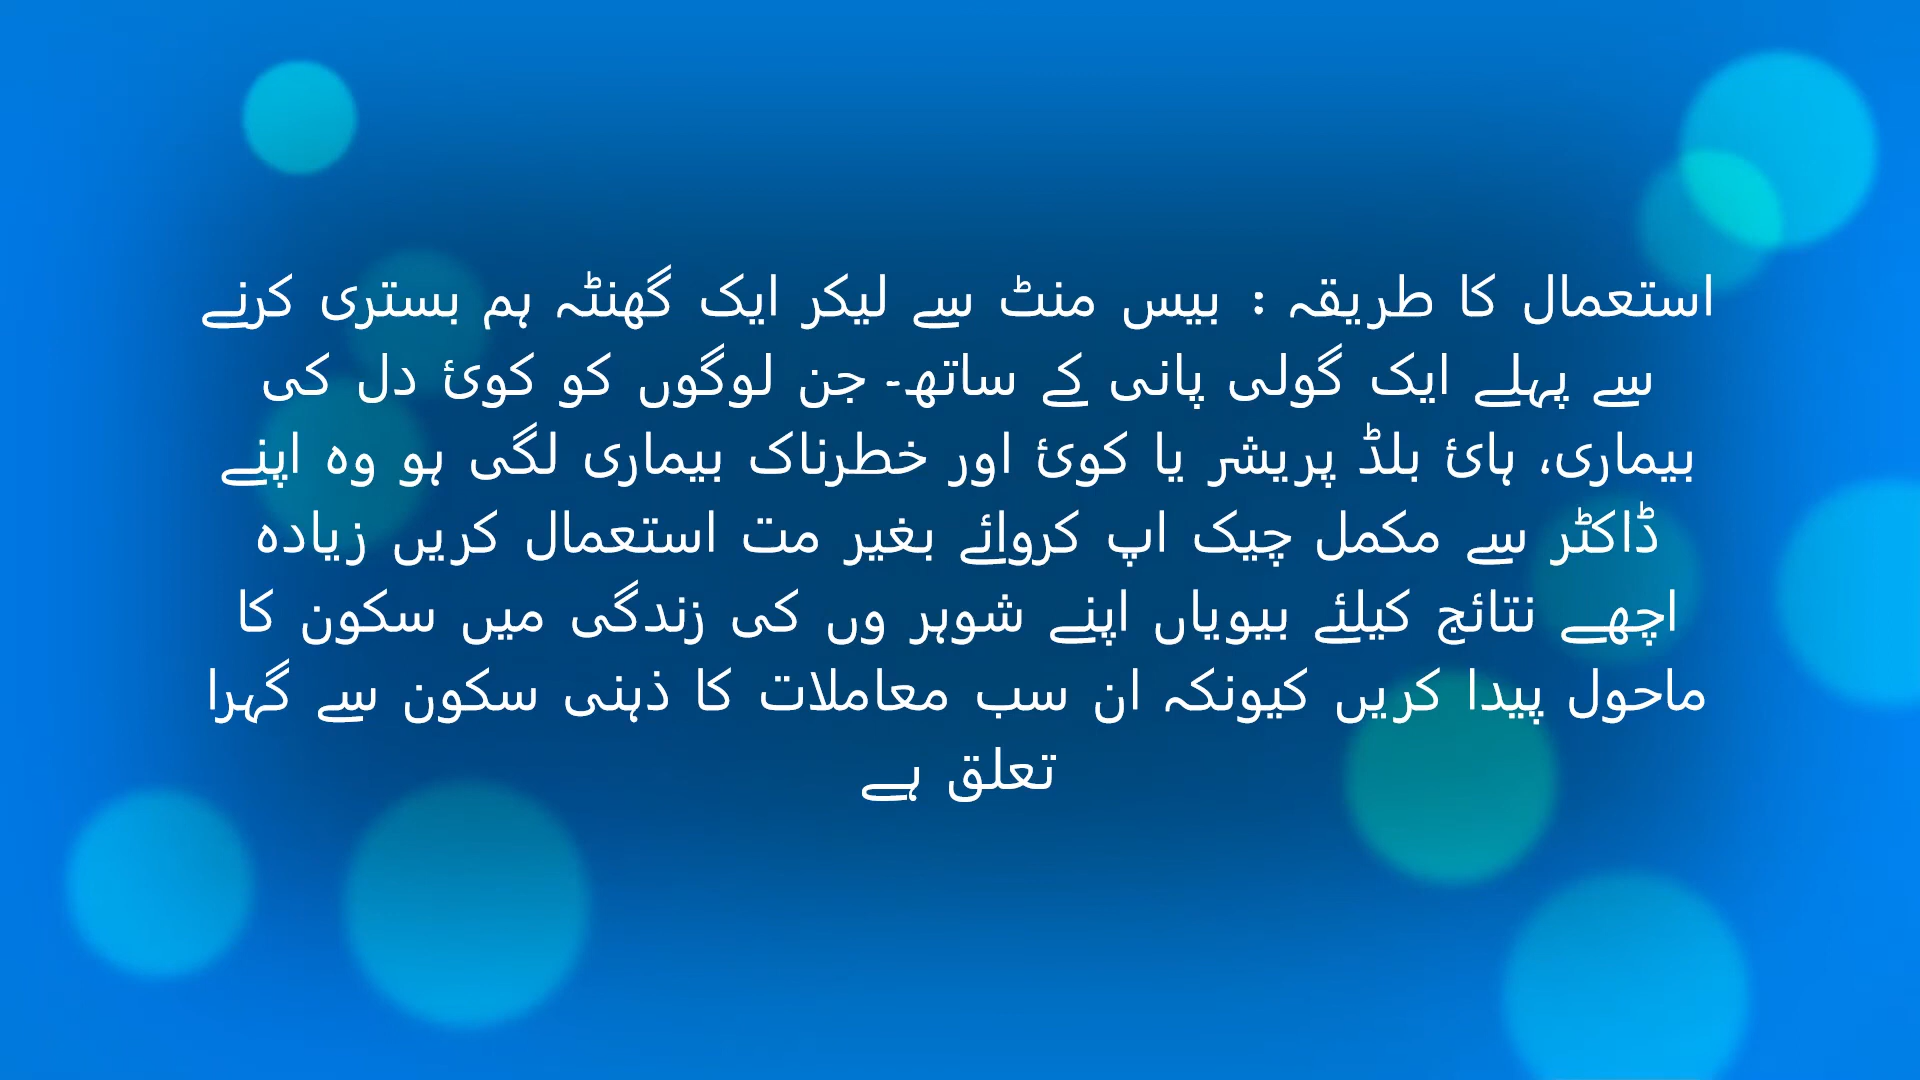 استعمال کا طریقہ : بیس منٹ سے لیکر ایک گھنٹہ ہم بستری کرنے
سے پہلے ایک گولی پانی کے ساتھ۔ جن لوگوں کو کوئ دل کی
بیماری، ہائ بلڈ پریشر یا کوئ اور خطرناک بیماری لگی ہو وہ اپنے
ڈاکٹر سے مکمل چیک اپ کروائے بغیر مت استعمال کریں زیادہ
اچھے نتائج کیلئے بیویاں اپنے شوہر وں کی زندگی میں سکون کا
ماحول پیدا کریں کیونکہ ان سب معاملات کا ذہنی سکون سے گہرا
تعلق ہے